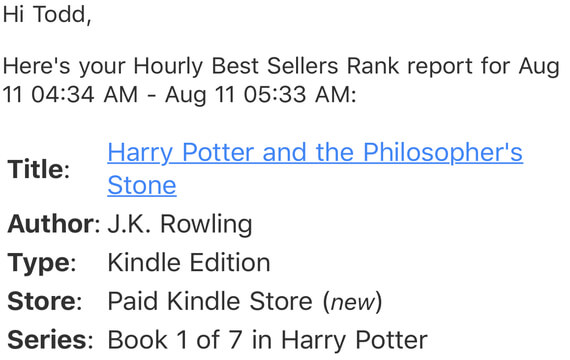 Hi Todd,
Here's your Hourly Best Sellers Rank report for Aug
11 04:34 AM - Aug 11 05:33 AM:
Title: Harry Potter and the Philosopher's
Stone
Author: J.K. Rowling
Type: Kindle Edition
Store: Paid Kindle Store (new)
Series: Book 1 of 7 in Harry Potter